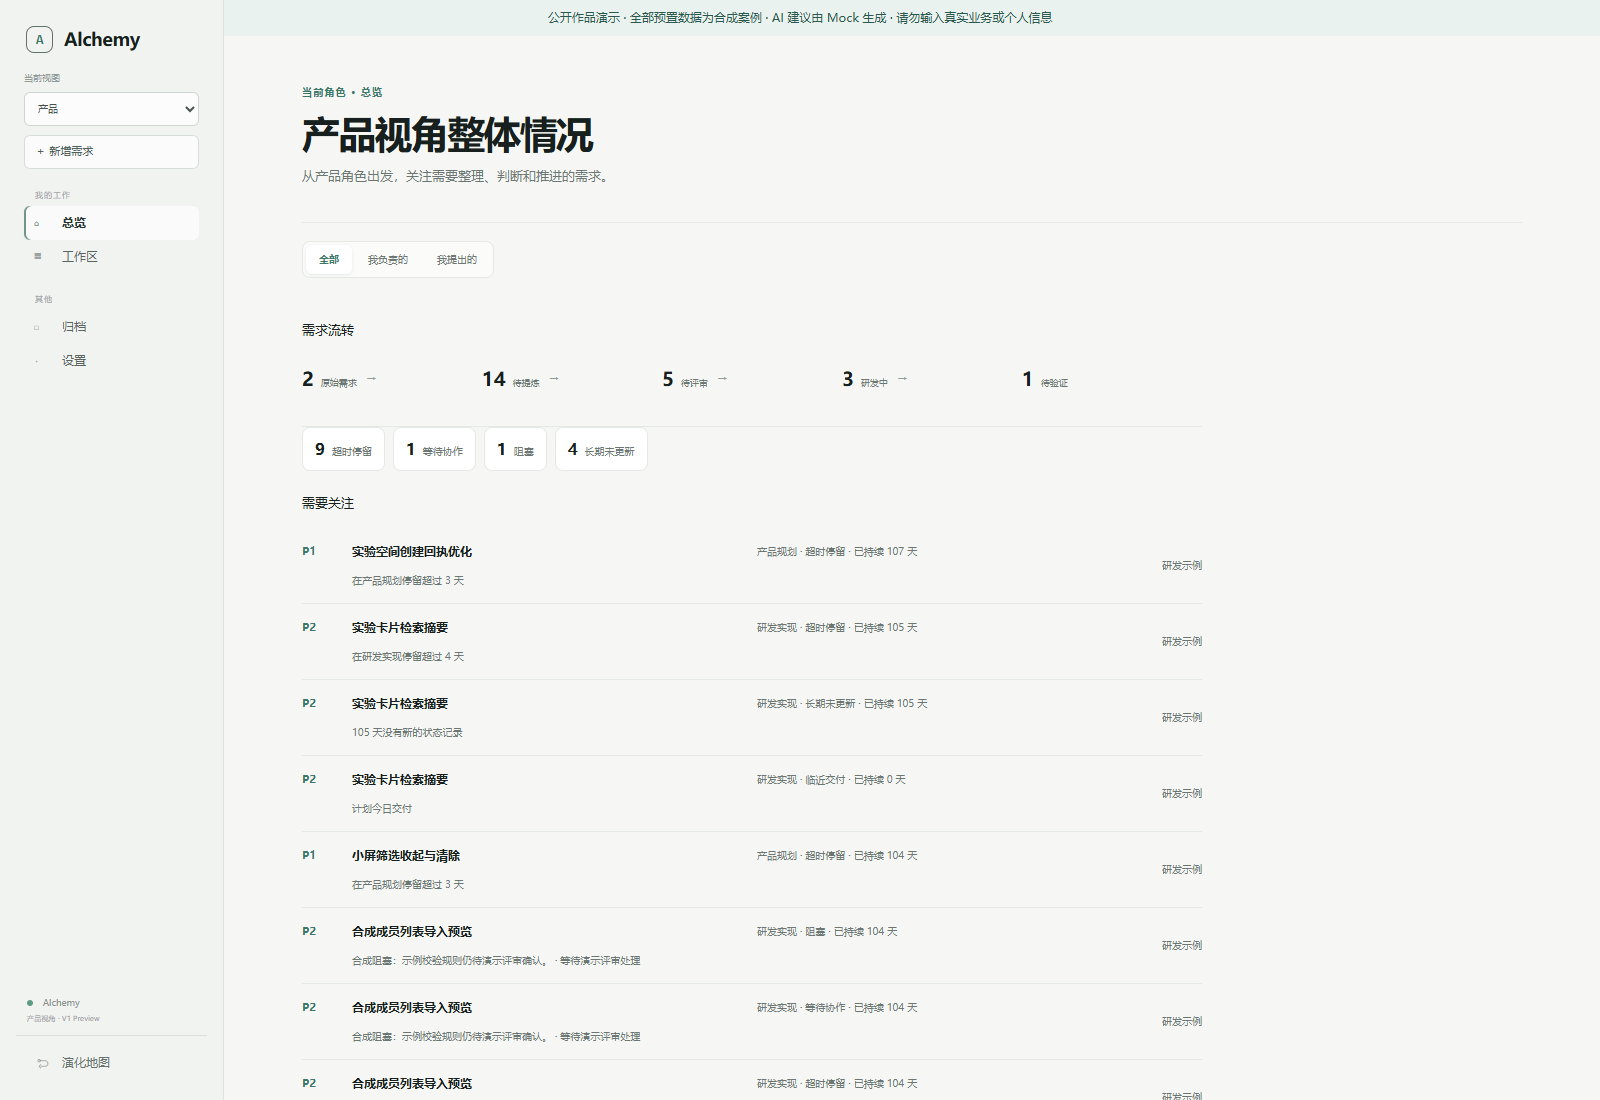 公开作品演示 · 全部预置数据为合成案例 · AI 建议由 Mock 生成 · 请勿输入真实业务或个人信息
A Alchemy
当前视图
产品
+ 新增需求
我的工作
总览
工作区
其他
归档
设置
Alchemy
产品视角 · V1 Preview
演化地图
当前角色 • 总览
产品视角整体情况
从产品角色出发，关注需要整理、判断和推进的需求。
全部 我负责的 我提出的
需求流转
2 原始需求 → 14 待提炼 → 5 待评审 → 3 研发中 → 1 待验证
9 超时停留 1 等待协作 1 阻塞 4 长期未更新
需要关注
P1 实验空间创建回执优化 产品规划 · 超时停留 · 已持续 107 天
在产品规划停留超过 3 天 研发示例
P2 实验卡片检索摘要 研发实现 · 超时停留 · 已持续 105 天
在研发实现停留超过 4 天 研发示例
P2 实验卡片检索摘要 研发实现 · 长期未更新 · 已持续 105 天
105 天没有新的状态记录 研发示例
P2 实验卡片检索摘要 研发实现 · 临近交付 · 已持续 0 天
计划今日交付 研发示例
P1 小屏筛选收起与清除 产品规划 · 超时停留 · 已持续 104 天
在产品规划停留超过 3 天 研发示例
P2 合成成员列表导入预览 研发实现 · 阻塞 · 已持续 104 天
合成阻塞：示例校验规则仍待演示评审确认。 · 等待演示评审处理 研发示例
P2 合成成员列表导入预览 研发实现 · 等待协作 · 已持续 104 天
合成阻塞：示例校验规则仍待演示评审确认。 · 等待演示评审处理 研发示例
P2 合成成员列表导入预览 研发实现 · 超时停留 · 已持续 104 天
研发示例